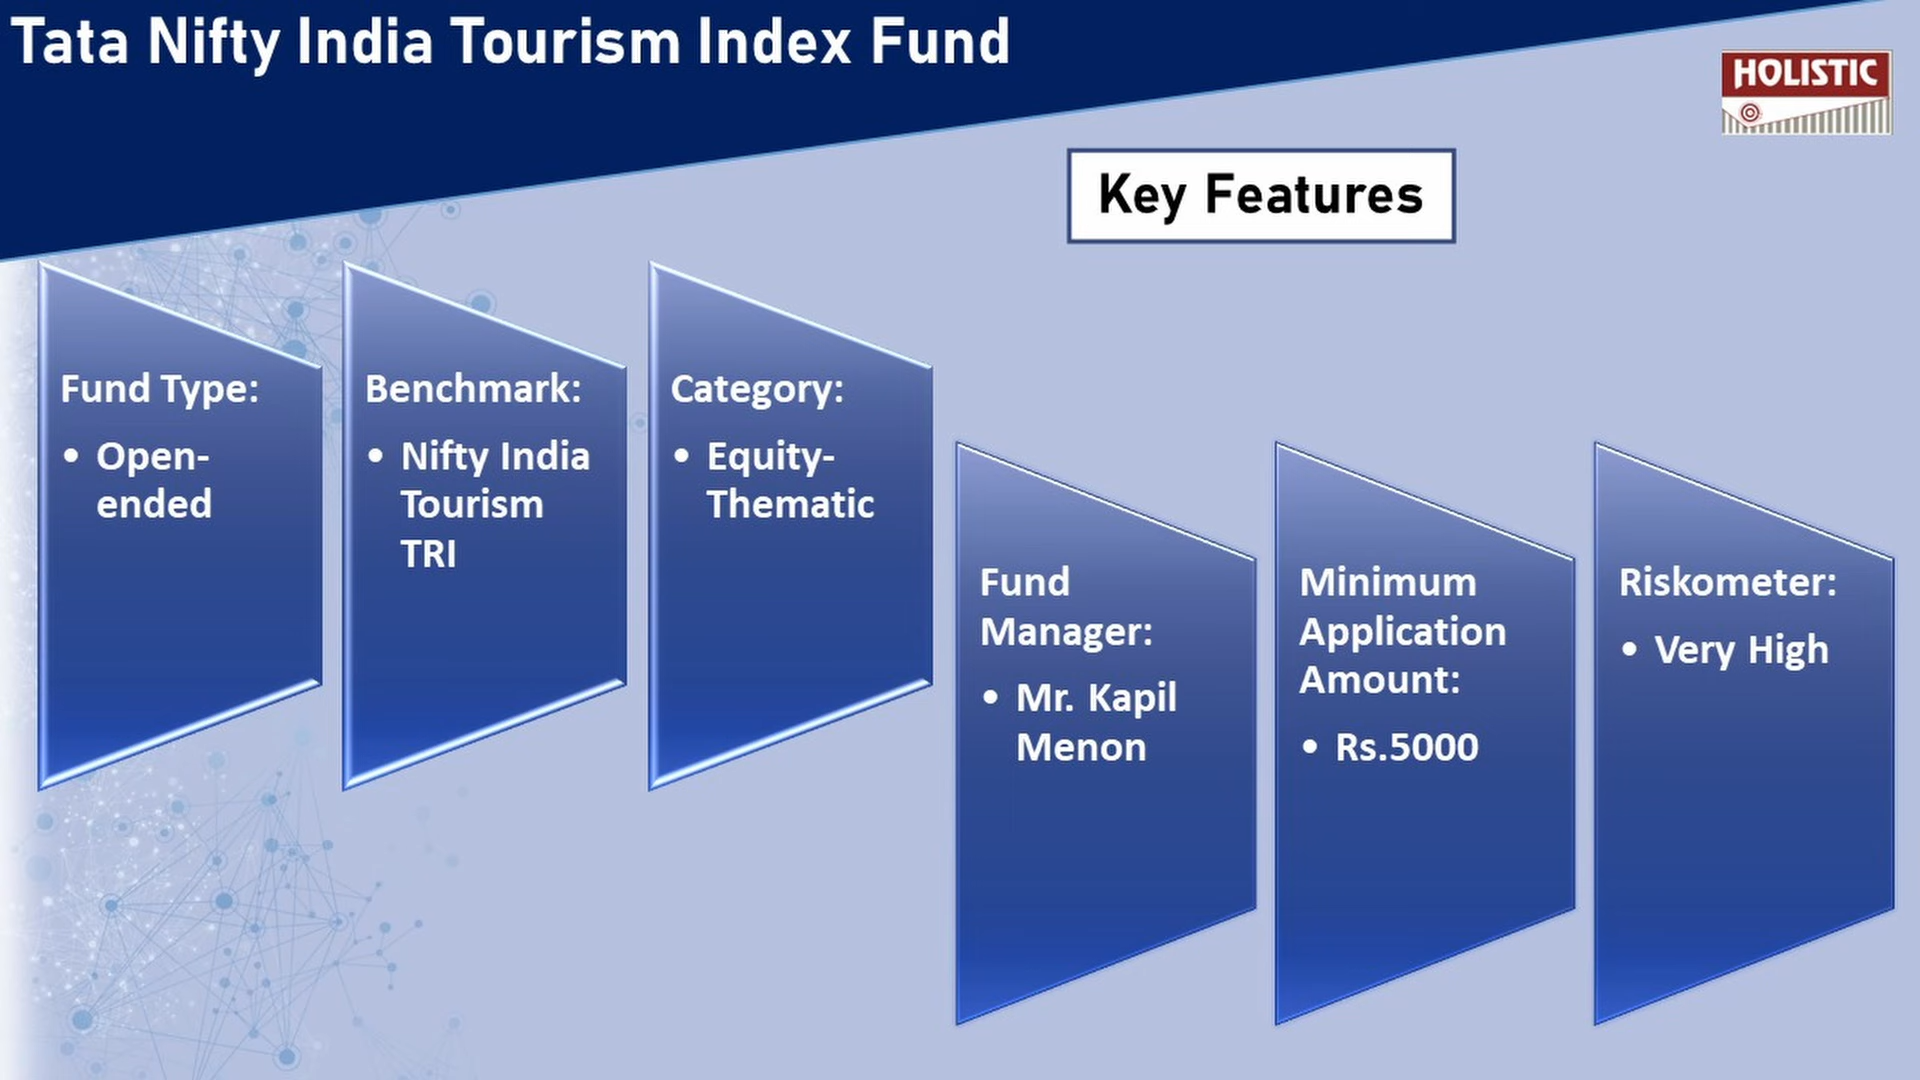 Tata Nifty India Tourism Index Fund
HOLISTIC
Key Features
Fund Type:
• Open-
ended
Benchmark:
• Nifty India
Tourism
TRI
Category:
• Equity-
Thematic
Fund
Manager:
• Mr. Kapil
Menon
Minimum
Application
Amount:
• Rs.5000
Riskometer:
• Very High